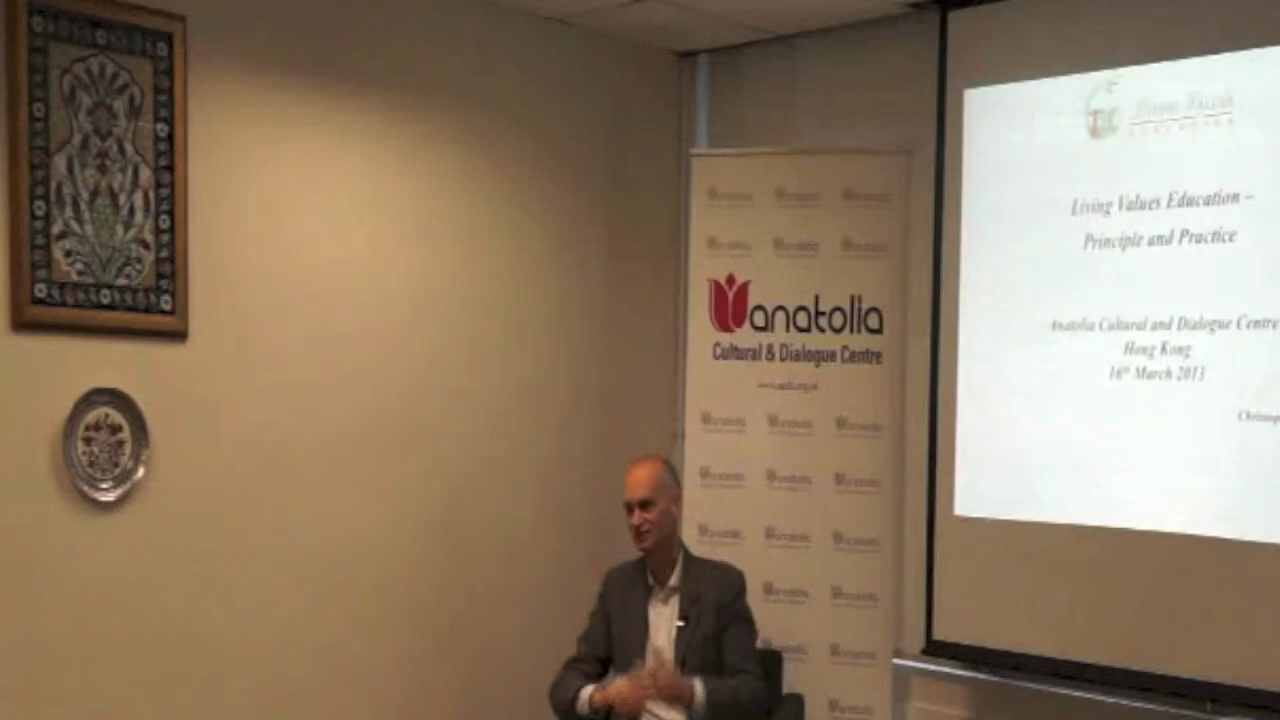 anatolia
Cultural & Dialogue Centre
Living Values Education –
Principle and Practice
Anatolia Cultural and Dialogue Centre
Hong Kong
16th March 2013